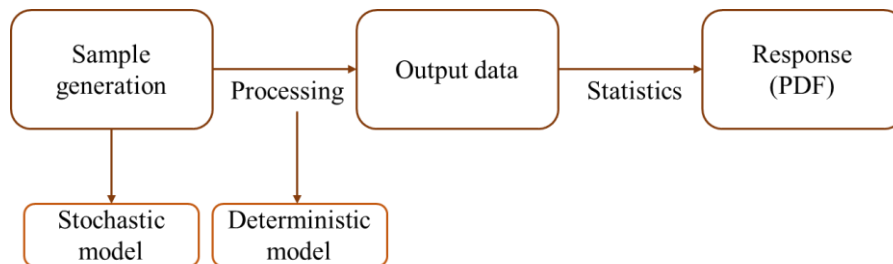 Sample
generation
Processing
Output data
Statistics
Response
(PDF)
Stochastic
model
Deterministic
model